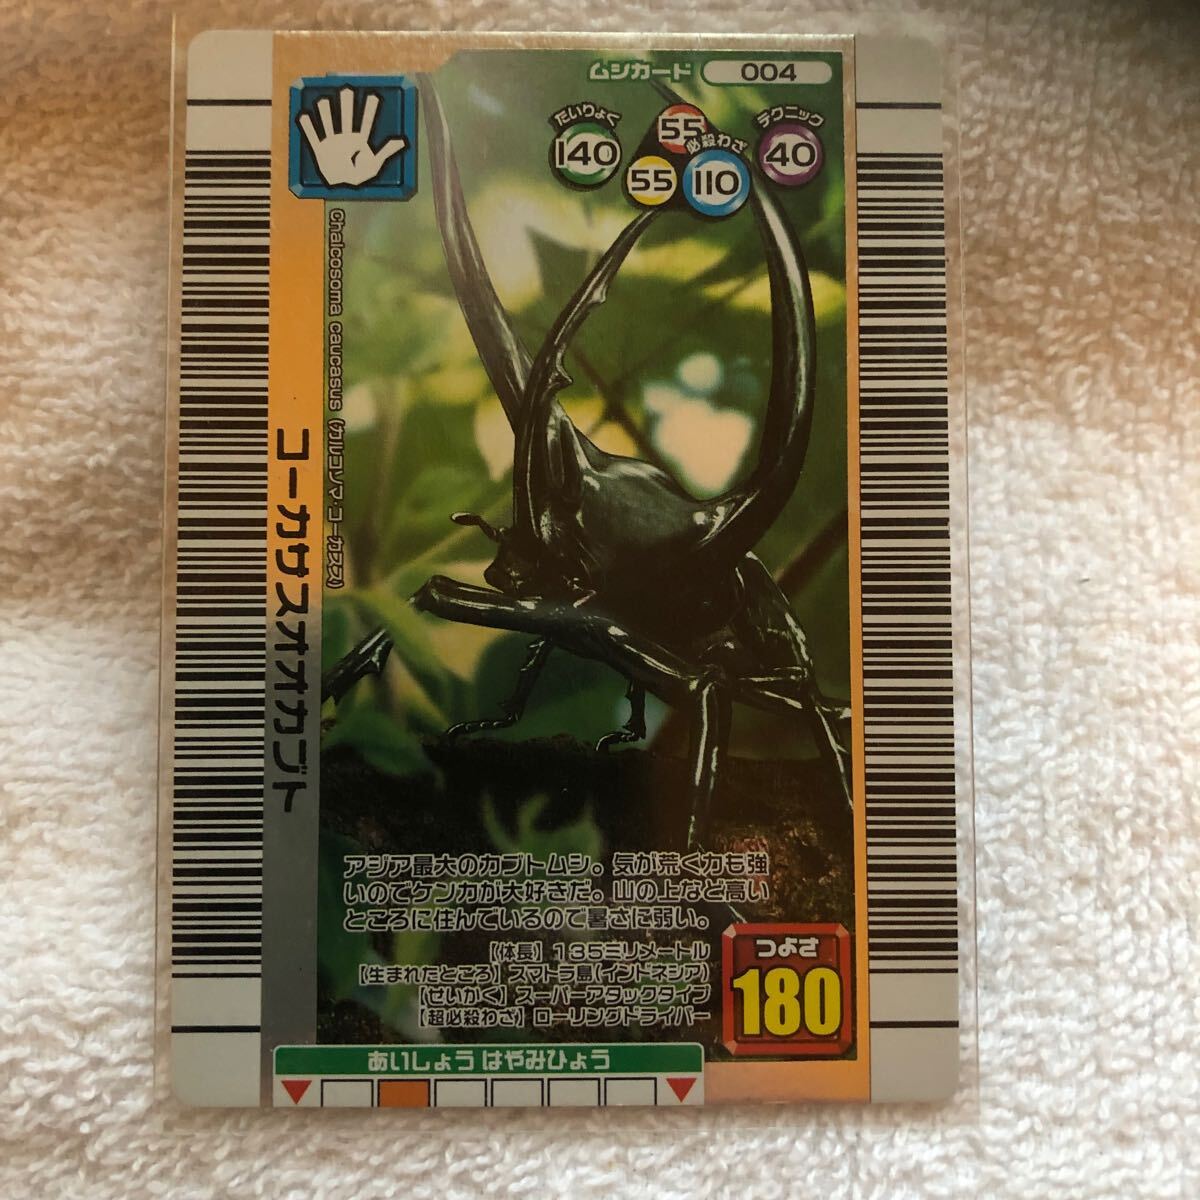 ムシカード 004
たいりょく
140
55
必殺わざ
55
110
テクニック
40
chalcosoma caucasus (カルコソマ・コーカスス)
コーカサスオオカブト
アジア最大のカブトムシ。気が荒く力も強
いのでケンカが大好きだ。山の上など高い
ところに住んでいるので暑さに弱い。
【体長】135ミリメートル
【生まれたところ】スマトラ島(インドネシア)
【せいかく】スーパーアタックタイプ
【超必殺わざ】ローリングドライバー
つよさ
180
あいしょう はやみひょう